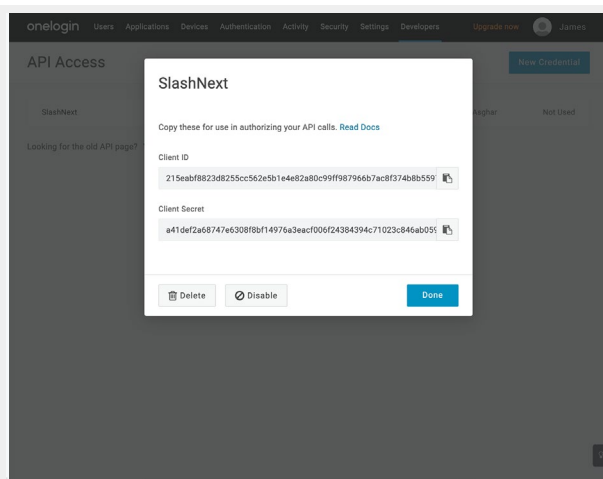 onelogin Users Applications Devices Authentication Activity Security Settings Developers Upgrade now James
API Access New Credential
SlashNext
SlashNext Asghar Not Used
Copy these for use in authorizing your API calls. Read Docs
Looking for the old API page?
Client ID
215eabf8823d8255cc562e5b1e4e82a80c99ff987966b7ac8f374b8b559
Client Secret
a41def2a68747e6308f8bf14976a3eacf006f24384394c71023c846ab059
Delete Disable Done